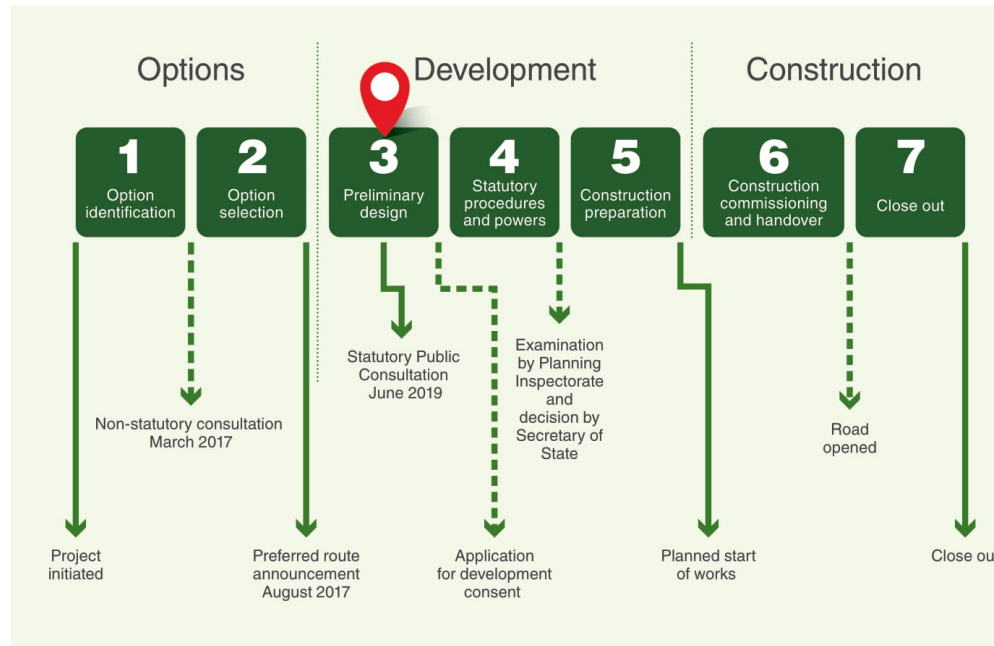 Options
Development
Construction
1
Option
identification
2
Option
selection
3
Preliminary
design
4
Statutory
procedures
and powers
5
Construction
preparation
6
Construction
commissioning
and handover
7
Close out
Statutory Public
Consultation
June 2019
Examination
by Planning
Inspectorate
and
decision by
Secretary of
State
Non-statutory consultation
March 2017
Road
opened
Project
initiated
Preferred route
announcement
August 2017
Application
for development
consent
Planned start
of works
Close ou